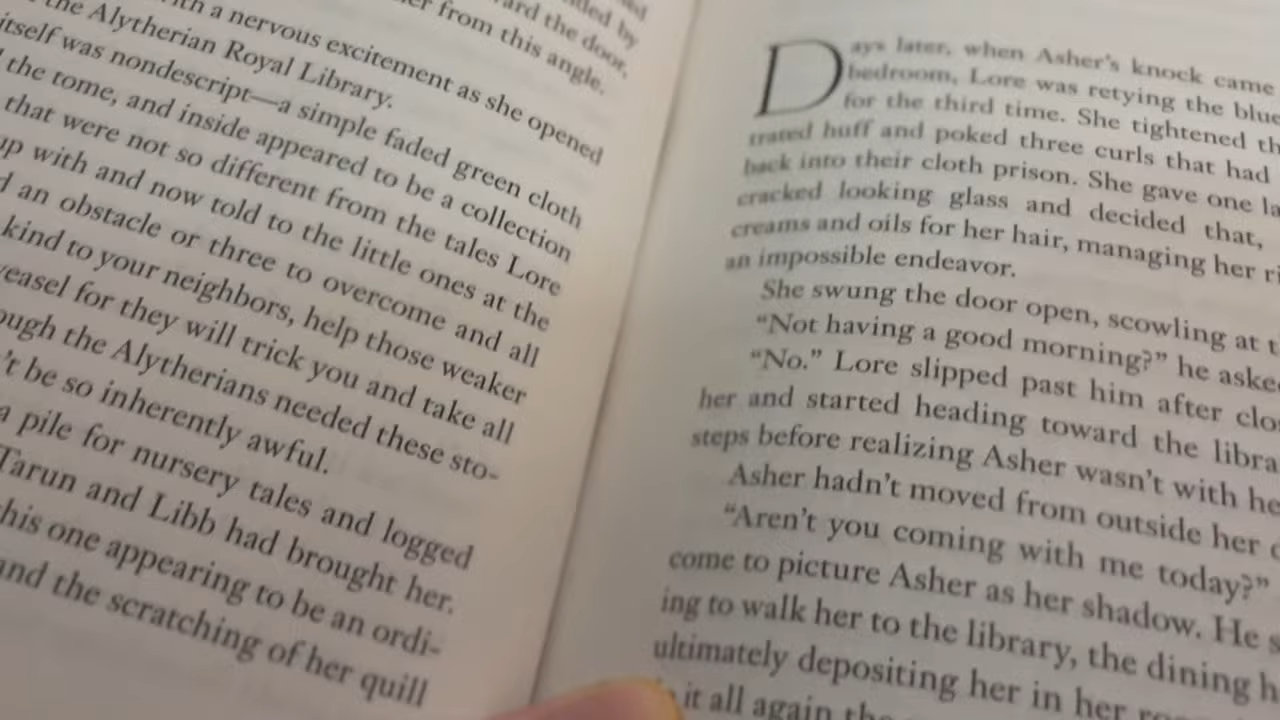 by
ard the door,
er from this angle.
with a nervous excitement as she opened
the Alytherian Royal Library.
itself was nondescript—a simple faded green cloth
the tome, and inside appeared to be a collection
that were not so different from the tales Lore
up with and now told to the little ones at the
an obstacle or three to overcome and all
kind to your neighbors, help those weaker
easel for they will trick you and take all
ough the Alytherians needed these sto-
't be so inherently awful.
a pile for nursery tales and logged
Tarun and Libb had brought her.
his one appearing to be an ordi-
and the scratching of her quill
Days later, when Asher's knock came
bedroom, Lore was retying the blue
for the third time. She tightened th
trated huff and poked three curls that had
back into their cloth prison. She gave one la
cracked looking glass and decided that,
creams and oils for her hair, managing her ri
an impossible endeavor.
She swung the door open, scowling at t
"Not having a good morning?" he aske
"No." Lore slipped past him after clo
her and started heading toward the libra
steps before realizing Asher wasn't with he
Asher hadn't moved from outside her
"Aren't you coming with me today?"
come to picture Asher as her shadow. He s
ing to walk her to the library, the dining h
ultimately depositing her in her
it all again the